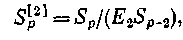 S_p^{[2]} = S_p/(E_2 S_{p-2}),